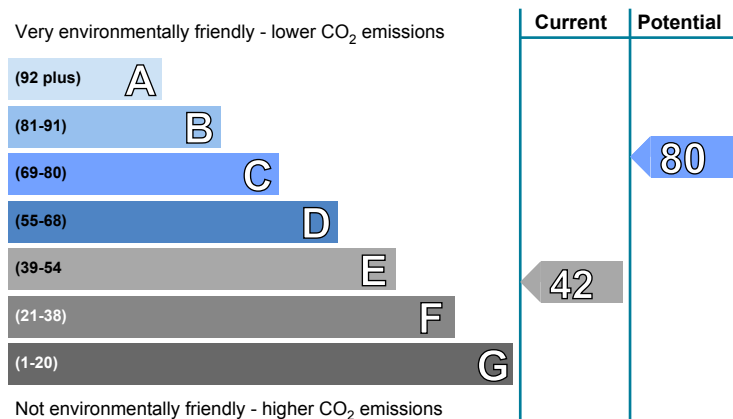 Very environmentally friendly - lower CO₂ emissions
Current
Potential
(92 plus) A
(81-91) B
(69-80) C
(55-68) D
(39-54 E
(21-38) F
(1-20) G
80
42
Not environmentally friendly - higher CO₂ emissions